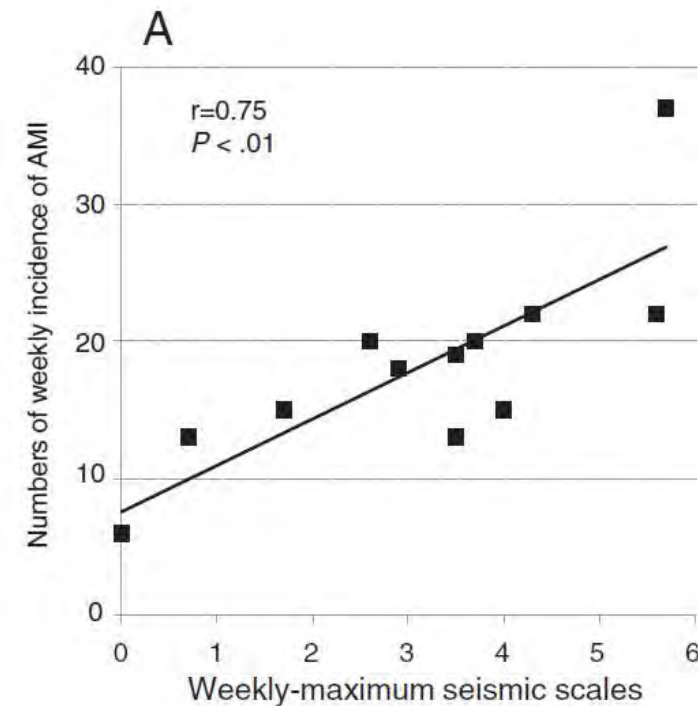 A
40
r=0.75
P < .01
30
20
10
0
Numbers of weekly incidence of AMI
0 1 2 3 4 5 6
Weekly-maximum seismic scales